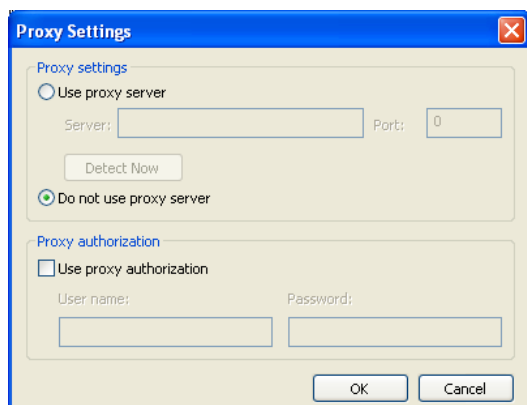 Proxy Settings
Proxy settings
Use proxy server
Server: Port: 0
Detect Now
Do not use proxy server
Proxy authorization
Use proxy authorization
User name: Password:
OK Cancel